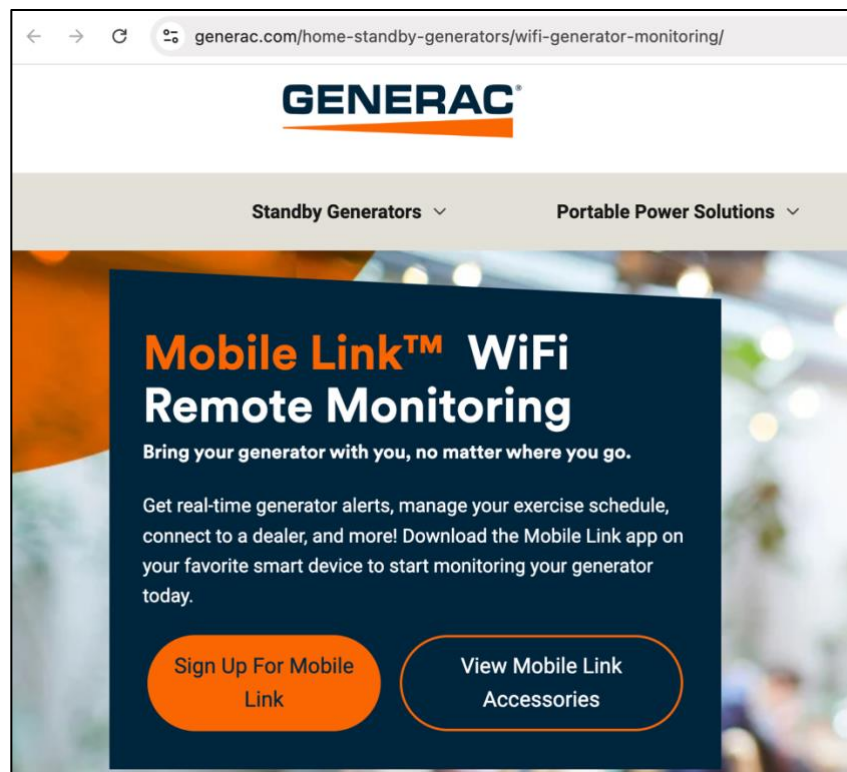 generac.com/home-standby-generators/wifi-generator-monitoring/
GENERAC®
Standby Generators
Portable Power Solutions
Mobile Link™ WiFi
Remote Monitoring
Bring your generator with you, no matter where you go.
Get real-time generator alerts, manage your exercise schedule,
connect to a dealer, and more! Download the Mobile Link app on
your favorite smart device to start monitoring your generator
today.
Sign Up For Mobile
Link
View Mobile Link
Accessories